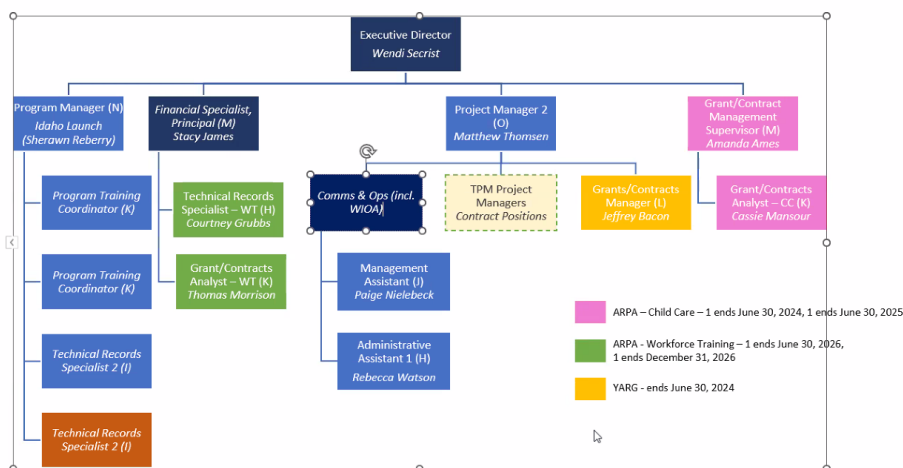 Executive Director
Wendi Secrist
Program Manager (N)
Idaho Launch
(Sherawn Reberry)
Financial Specialist,
Principal (M)
Stacy James
Project Manager 2
(O)
Matthew Thomsen
Grant/Contract
Management
Supervisor (M)
Amanda Ames
Program Training
Coordinator (K)
Technical Records
Specialist – WT (H)
Courtney Grubbs
Comms & Ops (incl.
WIOA)
TPM Project
Managers
Contract Positions
Grants/Contracts
Manager (L)
Jeffrey Bacon
Grant/Contracts
Analyst – CC (K)
Cassie Mansour
Program Training
Coordinator (K)
Grant/Contracts
Analyst – WT (K)
Thomas Morrison
Management
Assistant (J)
Paige Nielebeck
Technical Records
Specialist 2 (I)
Administrative
Assistant 1 (H)
Rebecca Watson
Technical Records
Specialist 2 (I)
ARPA – Child Care – 1 ends June 30, 2024, 1 ends June 30, 2025
ARPA - Workforce Training – 1 ends June 30, 2026,
1 ends December 31, 2026
YARG - ends June 30, 2024